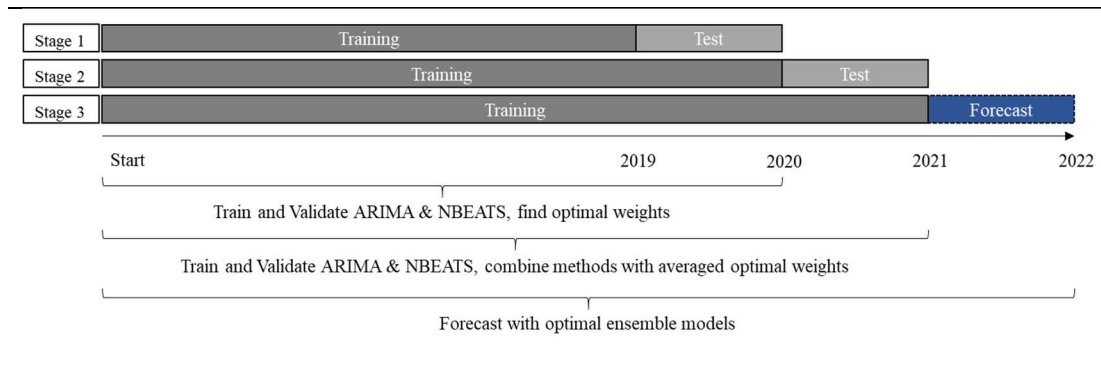 Stage 1 Training Test
Stage 2 Training Test
Stage 3 Training Forecast
Start 2019 2020 2021 2022
Train and Validate ARIMA & NBEATS, find optimal weights
Train and Validate ARIMA & NBEATS, combine methods with averaged optimal weights
Forecast with optimal ensemble models